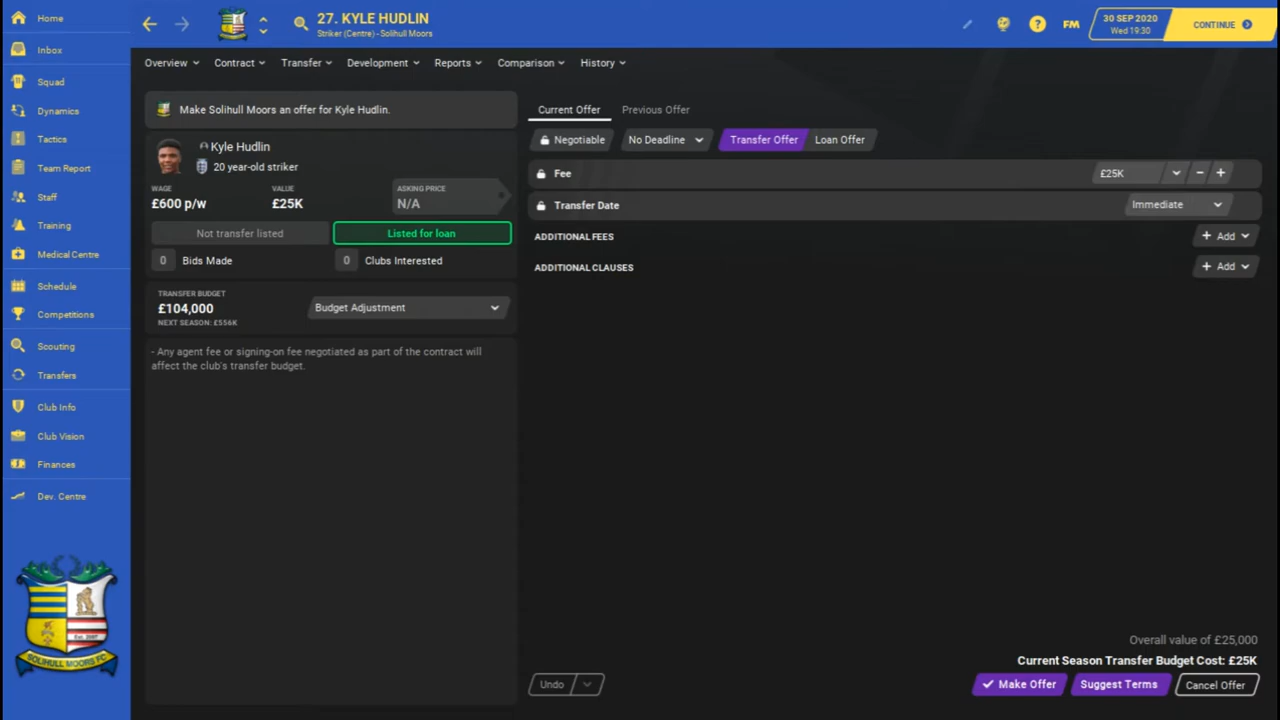 Home
Inbox
Squad
Dynamics
Tactics
Team Report
Staff
Training
Medical Centre
Schedule
Competitions
Scouting
Transfers
Club Info
Club Vision
Finances
Dev. Centre
SOLIHULL MOORS FC
27. KYLE HUDLIN
Striker (Centre) - Solihull Moors
? FM
30 SEP 2020
Wed 19:30
CONTINUE
Overview Contract Transfer Development Reports Comparison History
Make Solihull Moors an offer for Kyle Hudlin.
Kyle Hudlin
20 year-old striker
WAGE VALUE ASKING PRICE
£600 p/w £25K N/A
Not transfer listed Listed for loan
0 Bids Made 0 Clubs Interested
TRANSFER BUDGET
£104,000 Budget Adjustment
NEXT SEASON: £556K
- Any agent fee or signing-on fee negotiated as part of the contract will
affect the club's transfer budget.
Current Offer Previous Offer
Negotiable No Deadline Transfer Offer Loan Offer
Fee £25K - +
Transfer Date Immediate
ADDITIONAL FEES + Add
ADDITIONAL CLAUSES + Add
Overall value of £25,000
Current Season Transfer Budget Cost: £25K
Undo Make Offer Suggest Terms Cancel Offer